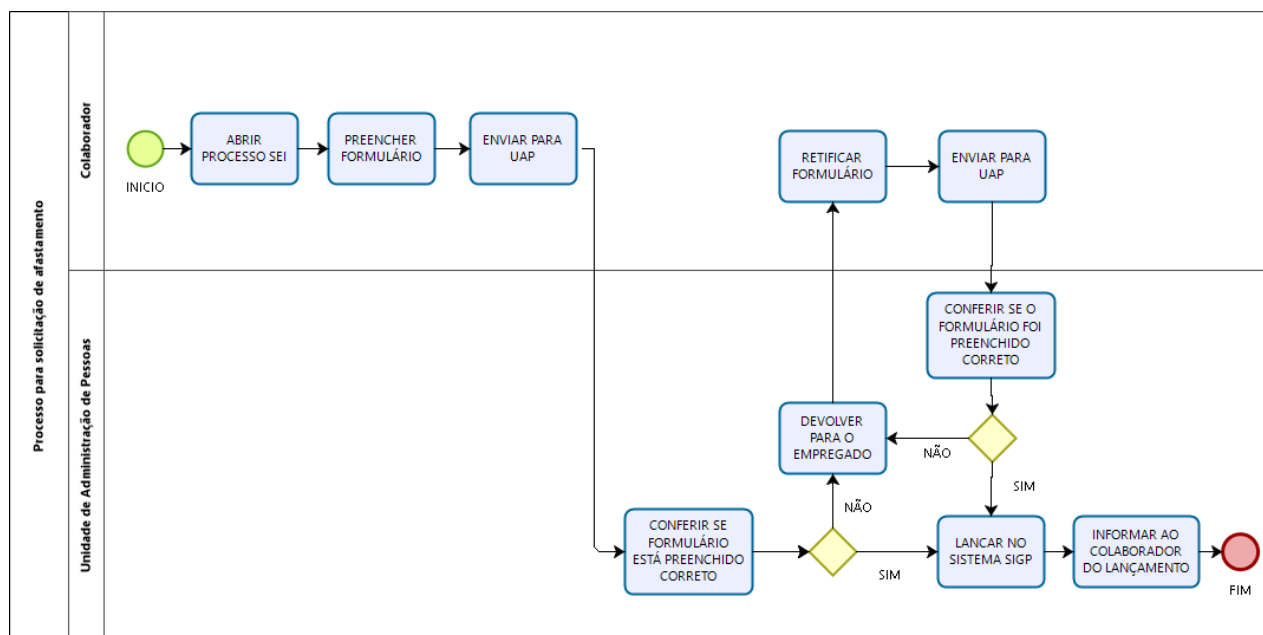 Processo para solicitação de afastamento
Colaborador
INICIO
ABRIR
PROCESSO SEI
PREENCHER
FORMULÁRIO
ENVIAR PARA
UAP
RETIFICAR
FORMULÁRIO
ENVIAR PARA
UAP
Unidade de Administração de Pessoas
CONFERIR SE O
FORMULÁRIO FOI
PREENCHIDO
CORRETO
DEVOLVER
PARA O
EMPREGADO
NÃO
SIM
NÃO
CONFERIR SE
FORMULÁRIO
ESTÁ PREENCHIDO
CORRETO
SIM
LANCAR NO
SISTEMA SIGP
INFORMAR AO
COLABORADOR
DO LANÇAMENTO
FIM